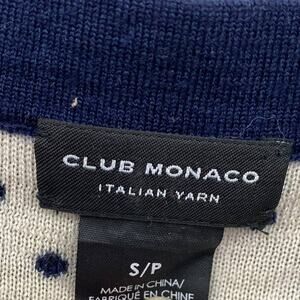 CLUB MONACO
ITALIAN YARN
S/P
MADE IN CHINA/
FABRIQUÉ EN CHINE